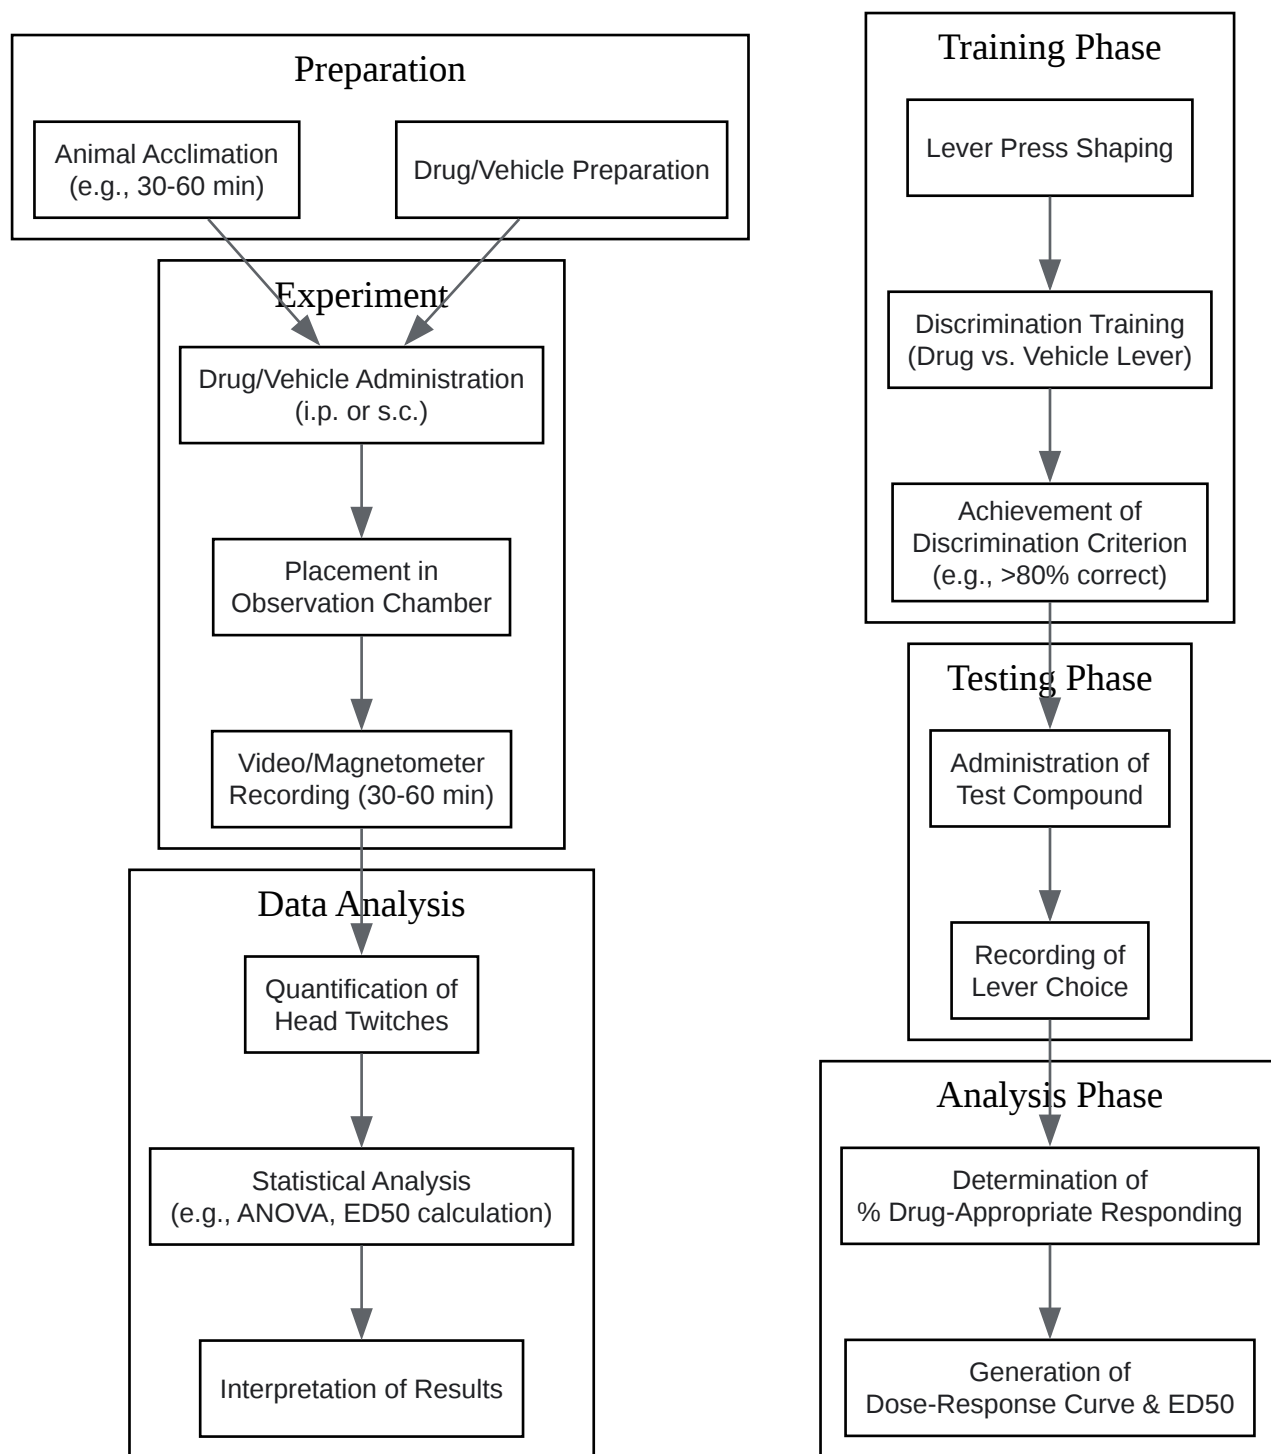 Preparation
Animal Acclimation
(e.g., 30-60 min)
Drug/Vehicle Preparation
Experiment
Drug/Vehicle Administration
(i.p. or s.c.)
Placement in
Observation Chamber
Video/Magnetometer
Recording (30-60 min)
Data Analysis
Quantification of
Head Twitches
Statistical Analysis
(e.g., ANOVA, ED50 calculation)
Interpretation of Results
Training Phase
Lever Press Shaping
Discrimination Training
(Drug vs. Vehicle Lever)
Achievement of
Discrimination Criterion
(e.g., >80% correct)
Testing Phase
Administration of
Test Compound
Recording of
Lever Choice
Analysis Phase
Determination of
% Drug-Appropriate Responding
Generation of
Dose-Response Curve & ED50